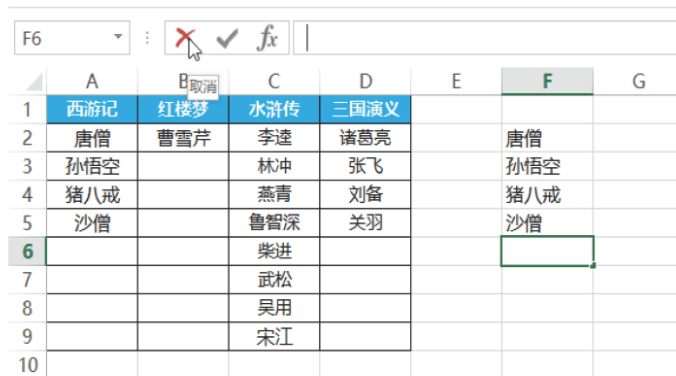 F6 fx
A B C D E F G
取消
1 西游记 红楼梦 水浒传 三国演义
2 唐僧 曹雪芹 李逵 诸葛亮 唐僧
3 孙悟空 林冲 张飞 孙悟空
4 猪八戒 燕青 刘备 猪八戒
5 沙僧 鲁智深 关羽 沙僧
6 柴进
7 武松
8 吴用
9 宋江
10